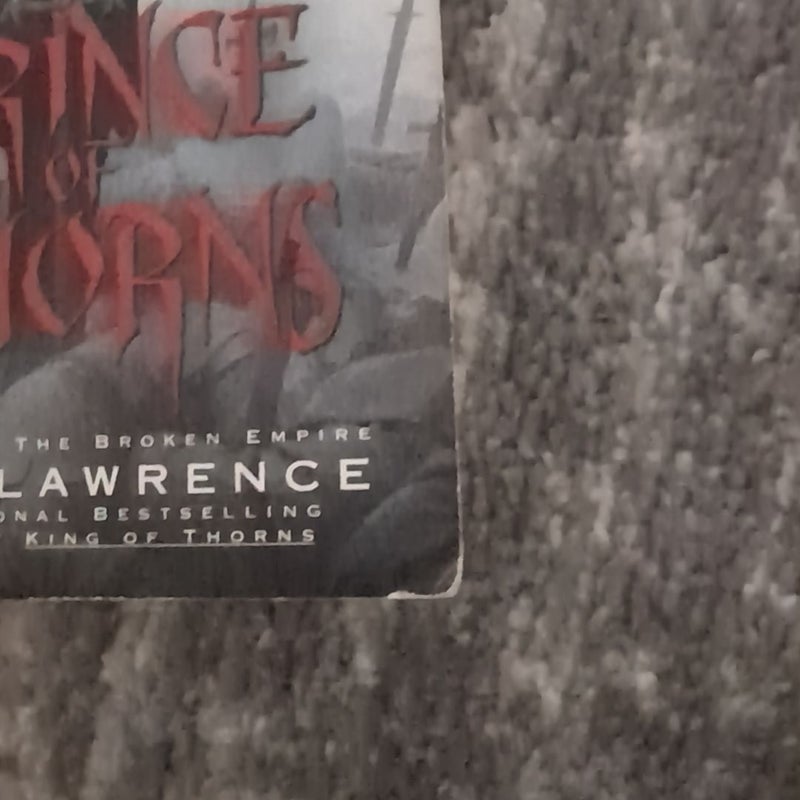 RINCE
OF
HORNS
THE BROKEN EMPIRE
LAWRENCE
ONAL BESTSELLING
KING OF THORNS